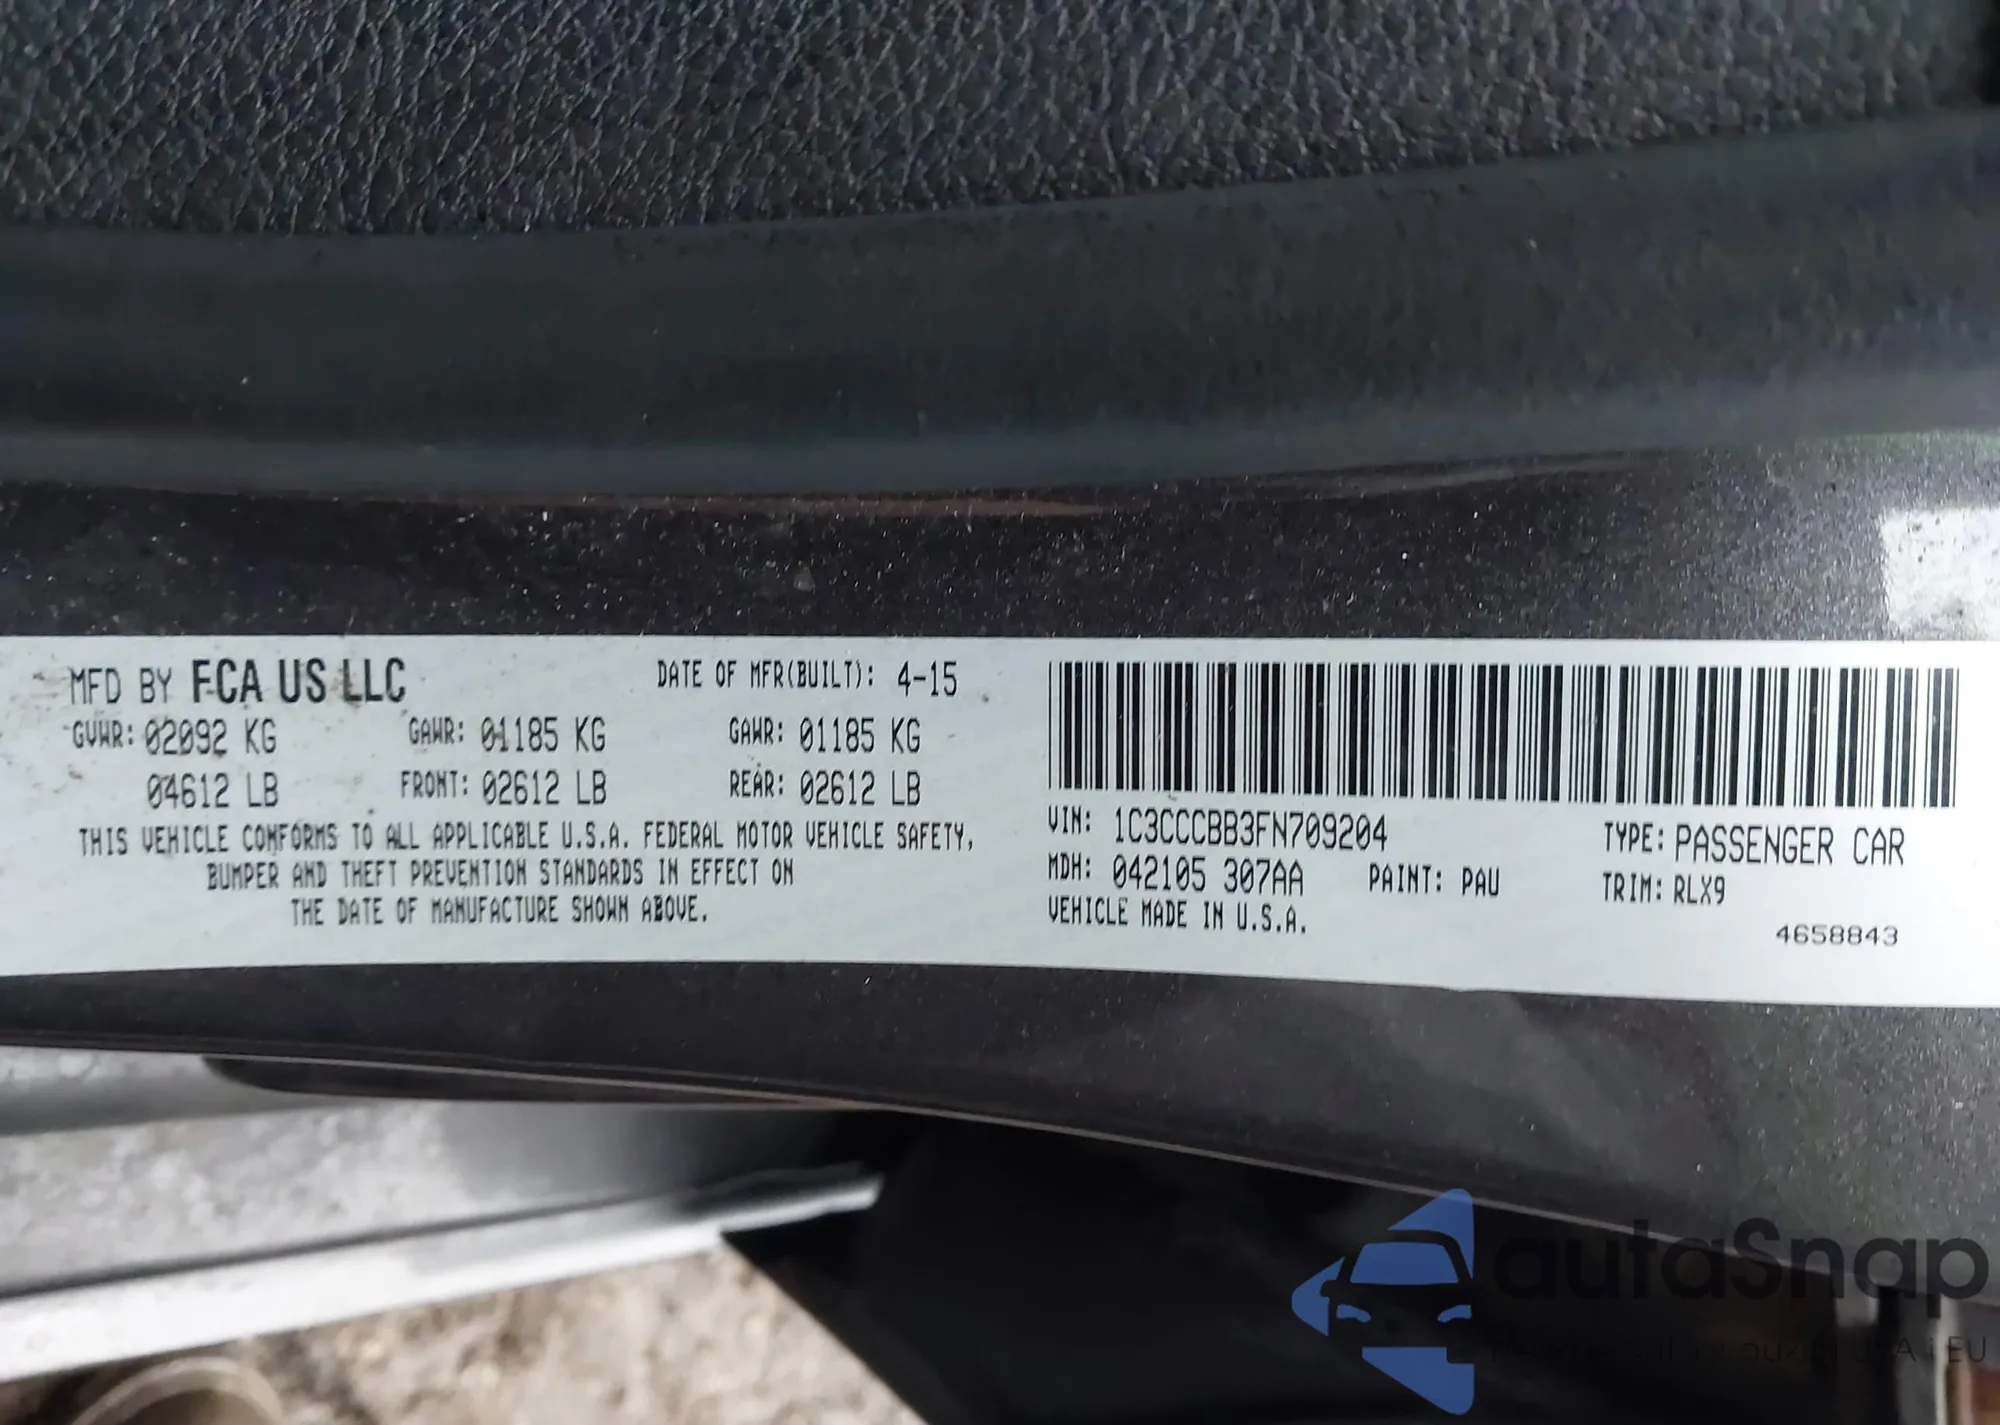 MFD BY FCA US LLC
DATE OF MFR(BUILT): 4-15
GVWR: 02092 KG
GAWR: 01185 KG
GAWR: 01185 KG
04612 LB
FRONT: 02612 LB
REAR: 02612 LB
THIS VEHICLE CONFORMS TO ALL APPLICABLE U.S.A. FEDERAL MOTOR VEHICLE SAFETY,
BUMPER AND THEFT PREVENTION STANDARDS IN EFFECT ON
THE DATE OF MANUFACTURE SHOWN ABOVE.
VIN: 1C3CCCBB3FN709204
TYPE: PASSENGER CAR
MDH: 042105 307AA
PAINT: PAU
TRIM: RLX9
VEHICLE MADE IN U.S.A.
4658843
autaSnap
i EU